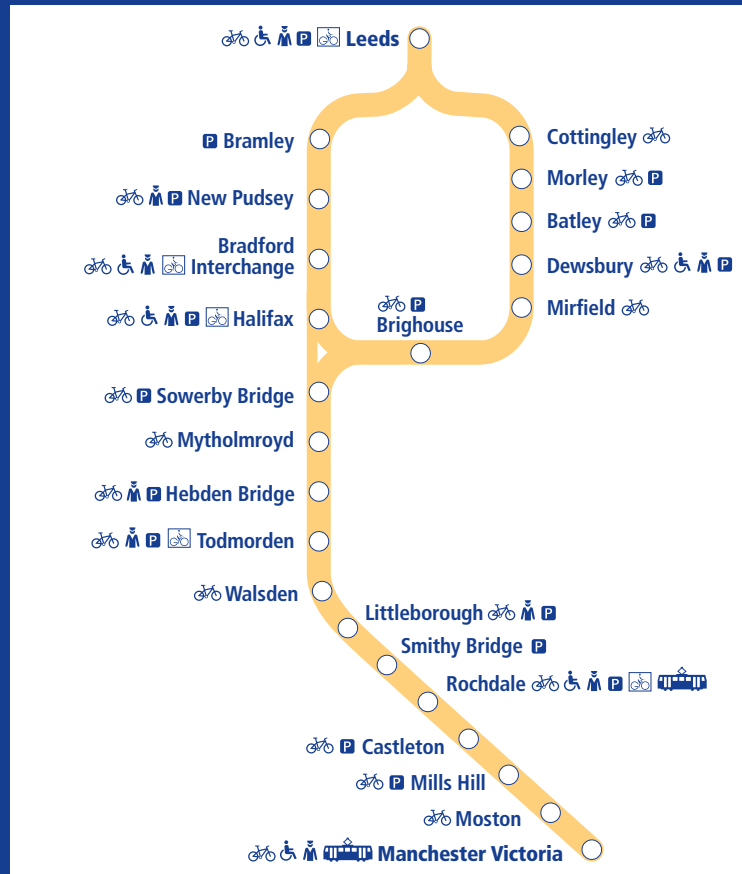 P Leeds
P Bramley
Cottingley
Morley P
P New Pudsey
Batley P
Bradford
Interchange
Dewsbury P
P Halifax
P
Brighouse
Mirfield
P Sowerby Bridge
Mytholmroyd
P Hebden Bridge
P Todmorden
Walsden
Littleborough P
Smithy Bridge P
Rochdale P
P Castleton
P Mills Hill
Moston
Manchester Victoria